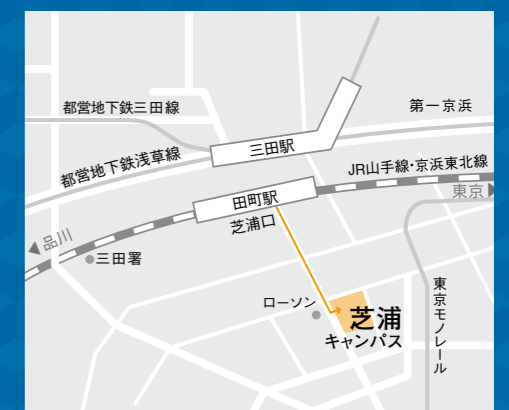 都営地下鉄三田線
第一京浜
三田駅
都営地下鉄浅草線
JR山手線・京浜東北線
田町駅
東京
芝浦口
品川
三田署
ローソン
芝浦
キャンパス
東京モノレール